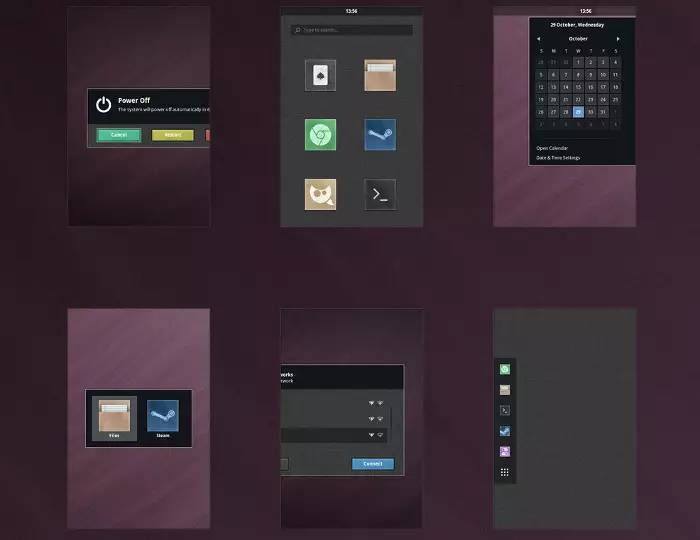 Power Off
The system will power off automatically in
Cancel
Restart
13:56
Type to search...
13:56
29 October, Wednesday
October
S M T W T F S
28 29 30 1 2 3 4
5 6 7 8 9 10 11
12 13 14 15 16 17 18
19 20 21 22 23 24 25
26 27 28 29 30 31 1
2 3 4 5 6 7 8
Open Calendar
Date & Time Settings
Files
Steam
works
etwork
Connect